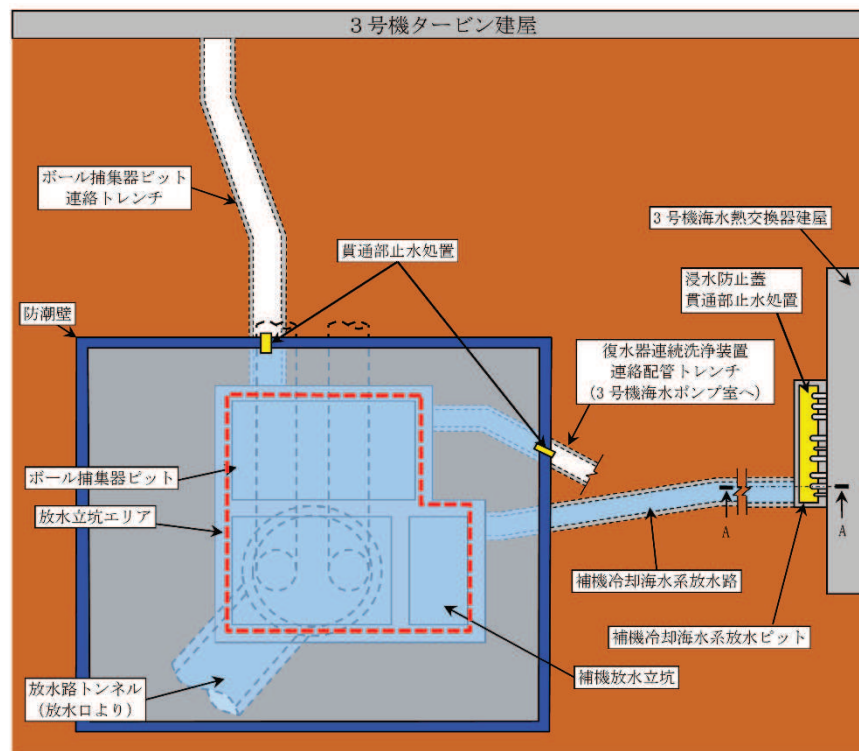 3号機タービン建屋
ボール捕集器ピット
連絡トレンチ
3号機海水熱交換器建屋
貫通部止水処置
浸水防止蓋
貫通部止水処置
防潮壁
復水器連続洗浄装置
連絡配管トレンチ
(3号機海水ポンプ室へ)
ボール捕集器ピット
放水立坑エリア
A
A
補機冷却海水系放水路
補機冷却海水系放水ピット
補機放水立坑
放水路トンネル
(放水口より)